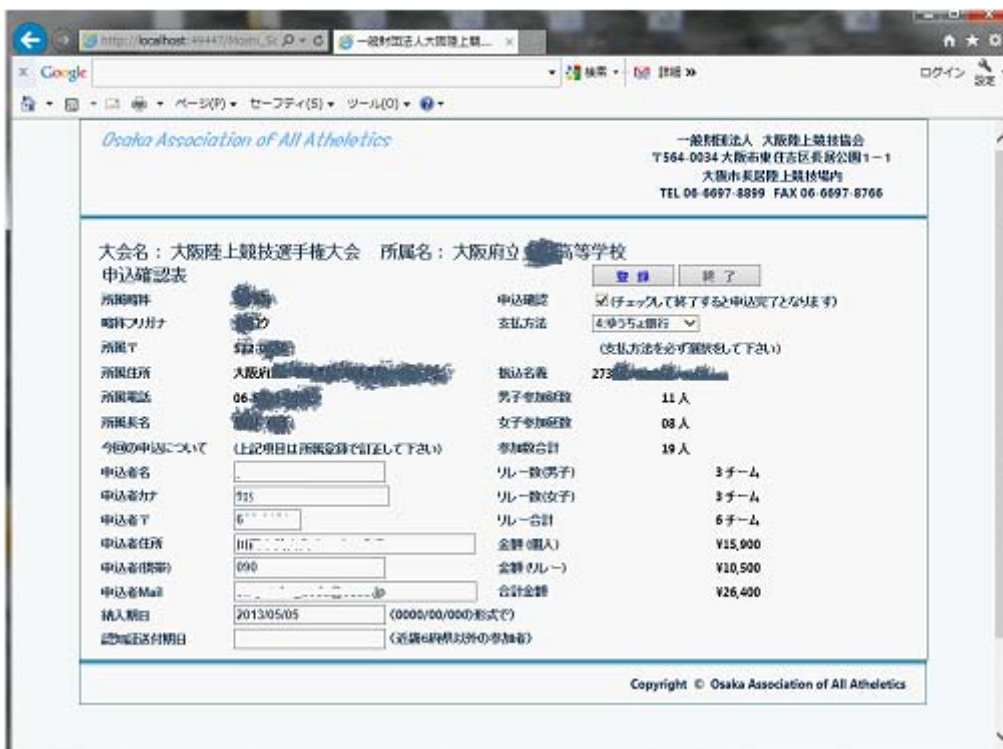 http://localhost:49447/Moshi_Sc
一般財団法人大阪陸上競...
Google
検索
詳細
ログイン
設定
ページ(P) セーフティ(S) ツール(O)
Osaka Association of All Atheletics
一般財団法人 大阪陸上競技協会
〒564-0034 大阪市東住吉区長居公園1-1
大阪市長居陸上競技場内
TEL 06-6697-8899 FAX 06-6697-8766
大会名： 大阪陸上競技選手権大会 所属名： 大阪府立 高等学校
申込確認表
登録 終了
所属略称
申込確認 (チェックして終了すると申込完了となります)
略称フリガナ
支払方法 4:ゆうちょ銀行
所属〒
(支払方法を必ず選択をして下さい)
所属住所 大阪府
振込名義 273
所属電話 06-
男子参加延数 11 人
所属長名
女子参加延数 08 人
今回の申込について (上記項目は所属登録で訂正して下さい)
参加数合計 19 人
申込者名
リレー数(男子) 3チーム
申込者カナ
リレー数(女子) 3チーム
申込者〒 6
リレー合計 6チーム
申込者住所
金額(個人) ¥15,900
申込者(携帯) 090
金額(リレー) ¥10,500
申込者Mail
合計金額 ¥26,400
納入期日 2013/05/05 (0000/00/00の形式で)
認知証送付期日 (近畿6府県以外の参加者)
Copyright © Osaka Association of All Atheletics